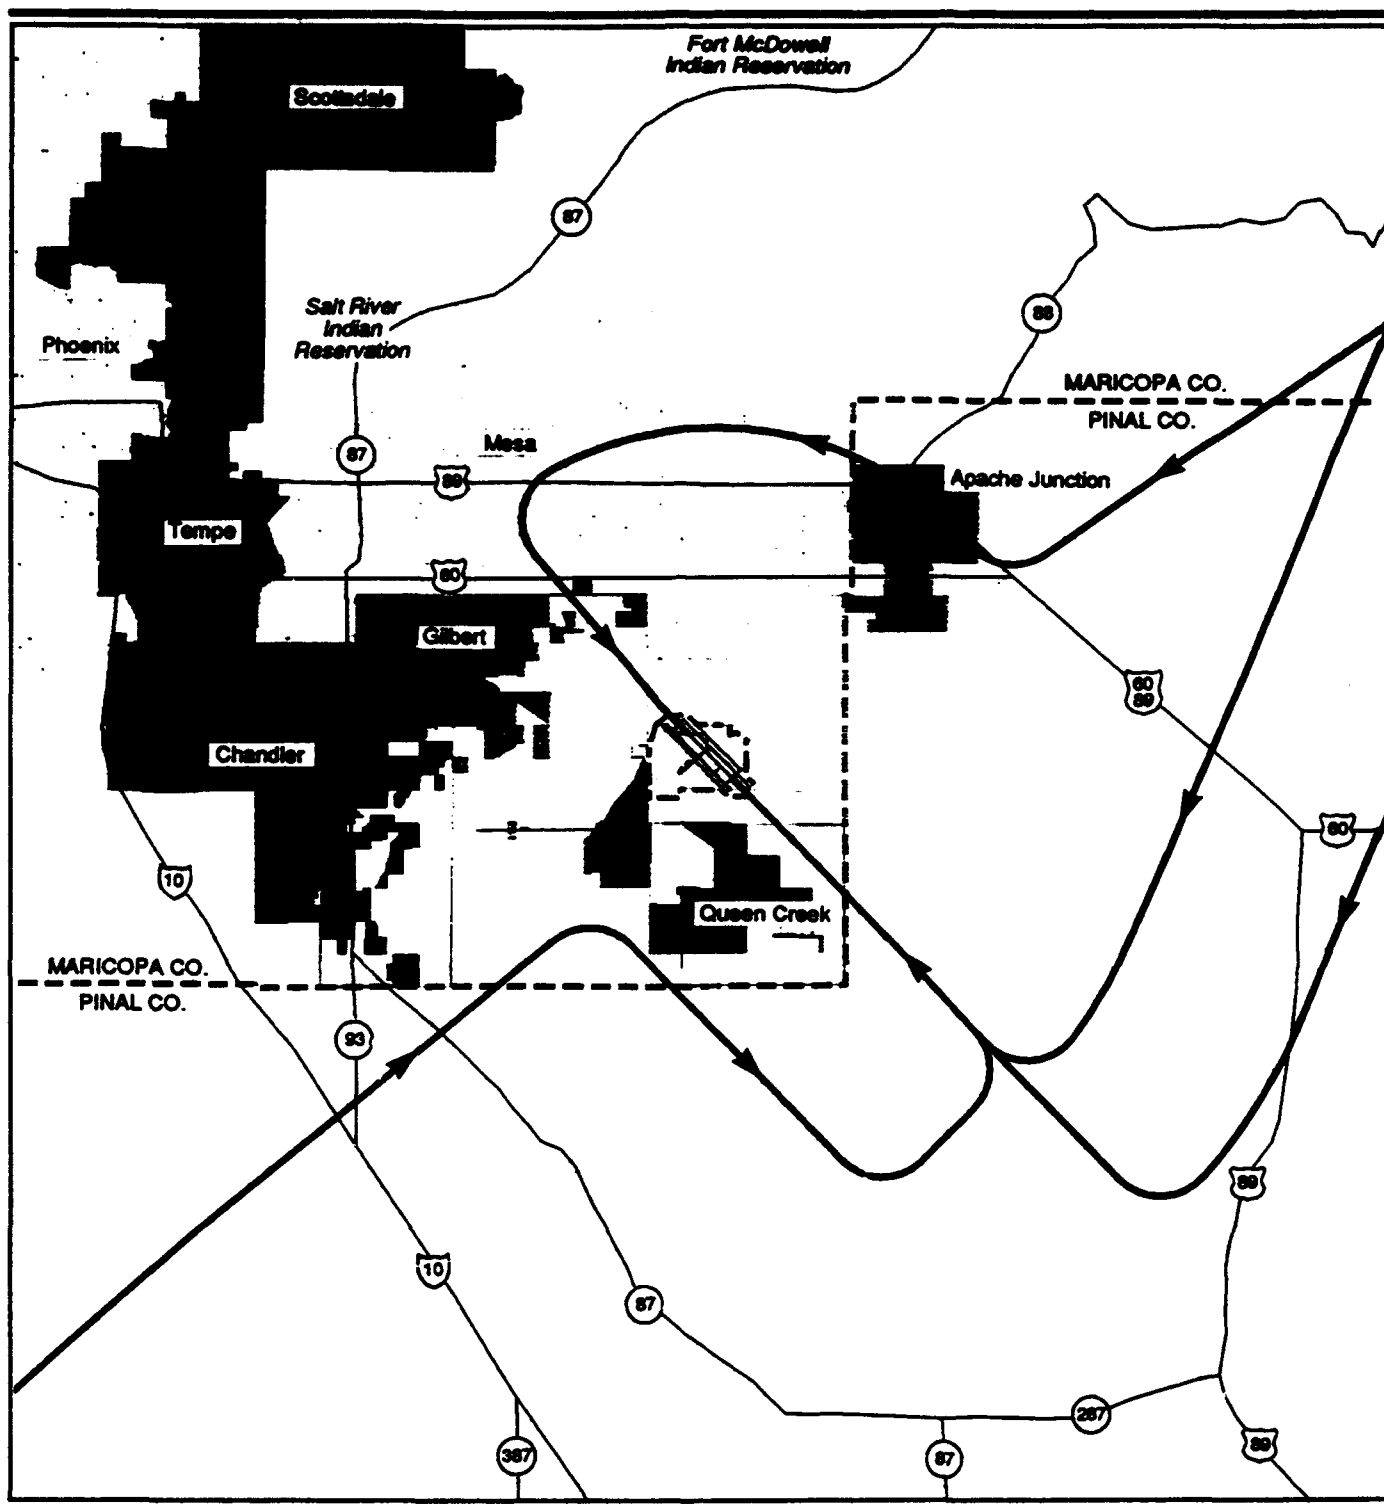 Fort McDowell
Indian Reservation
Scottsdale
87
Salt River
Indian
Reservation
88
Phoenix
MARICOPA CO.
PINAL CO.
Mesa
87
89
Apache Junction
Tempe
60
Gilbert
60
89
Chandler
60
10
Queen Creek
MARICOPA CO.
PINAL CO.
93
89
10
87
287
89
387
87